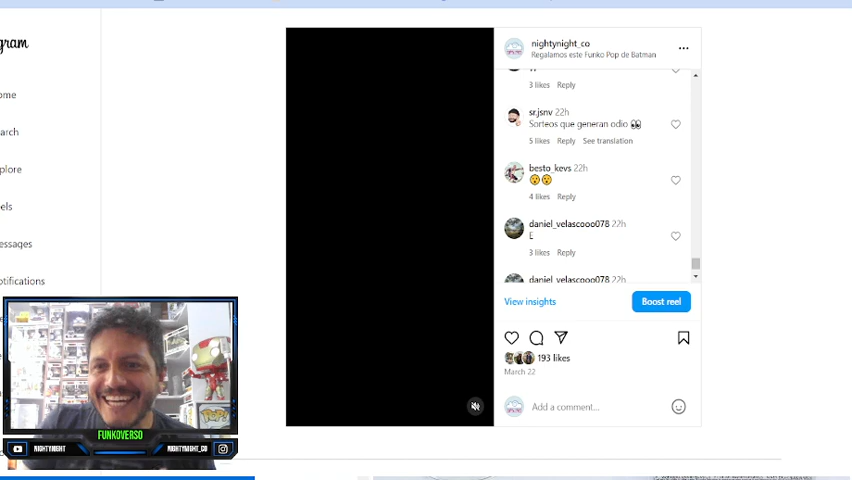 gram
nightynight_co
Regalamos este Funko Pop de Batman
3 likes Reply
ome
sr.jsnv 22h
Sorteos que generan odio 👀
arch
5 likes Reply See translation
plore
besto_kevs 22h
😯😯
4 likes Reply
els
daniel_velascooo078 22h
E
essages
3 likes Reply
otifications
daniel_velascooo078 22h
View insights
Boost reel
193 likes
March 22
Add a comment...
POP!
FUNKOVERSO
NIGHTYNIGHT
NIGHTYNIGHT_CO